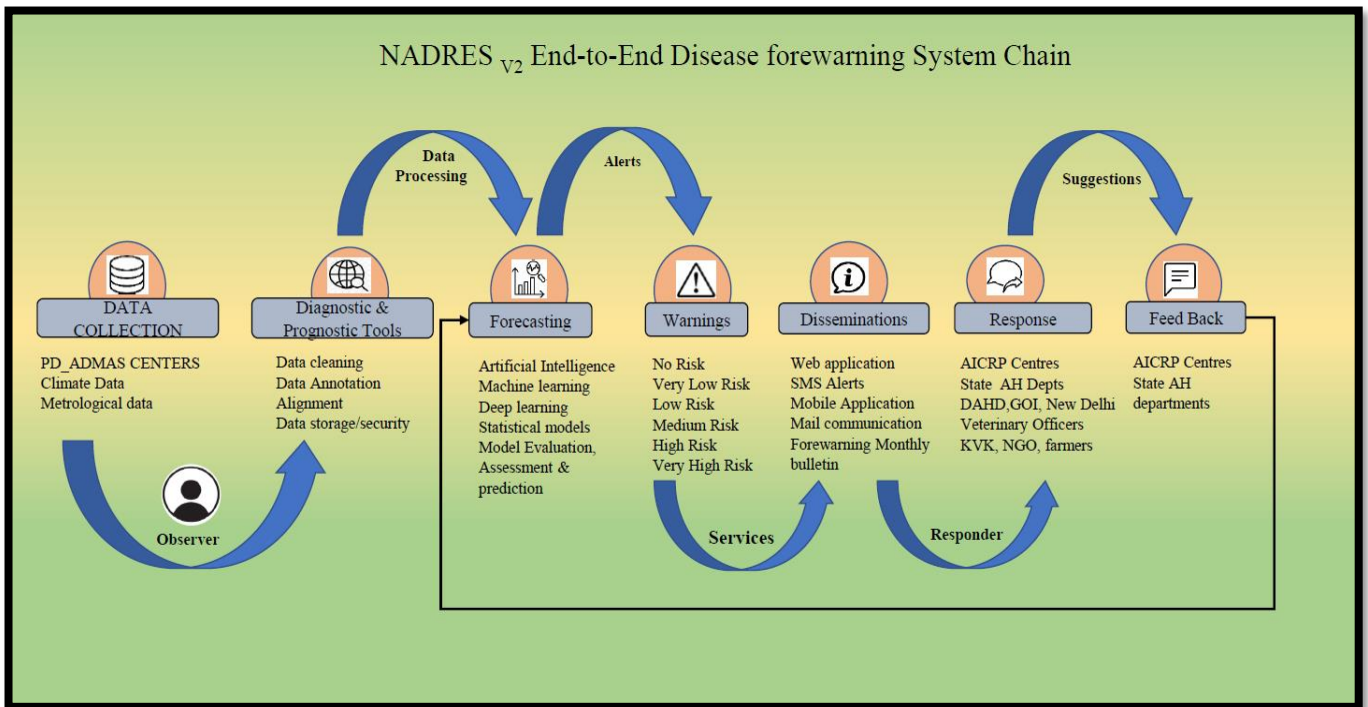 NADRES V2 End-to-End Disease forewarning System Chain
Data
Processing
Alerts
Suggestions
DATA
COLLECTION
PD_ADMAS CENTERS
Climate Data
Metrological data
Observer
Diagnostic &
Prognostic Tools
Data cleaning
Data Annotation
Alignment
Data storage/security
Forecasting
Artificial Intelligence
Machine learning
Deep learning
Statistical models
Model Evaluation,
Assessment &
prediction
Warnings
No Risk
Very Low Risk
Low Risk
Medium Risk
High Risk
Very High Risk
Services
Disseminations
Web application
SMS Alerts
Mobile Application
Mail communication
Forewarning Monthly
bulletin
Responder
Response
AICRP Centres
State AH Depts
DAHD,GOI, New Delhi
Veterinary Officers
KVK, NGO, farmers
Feed Back
AICRP Centres
State AH
departments